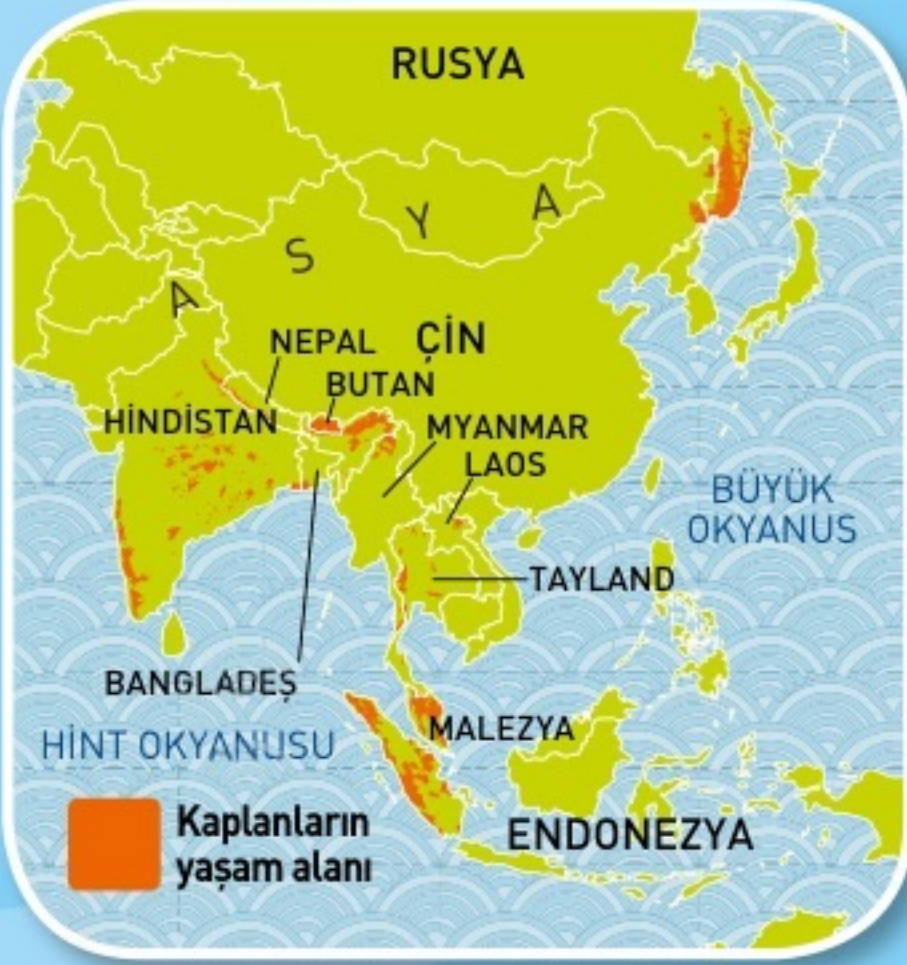 RUSYA
ASYA
NEPAL
ÇİN
BUTAN
HİNDİSTAN
MYANMAR
LAOS
BÜYÜK
OKYANUS
TAYLAND
BANGLADEŞ
HİNT OKYANUSU
MALEZYA
Kaplanların
yaşam alanı
ENDONEZYA